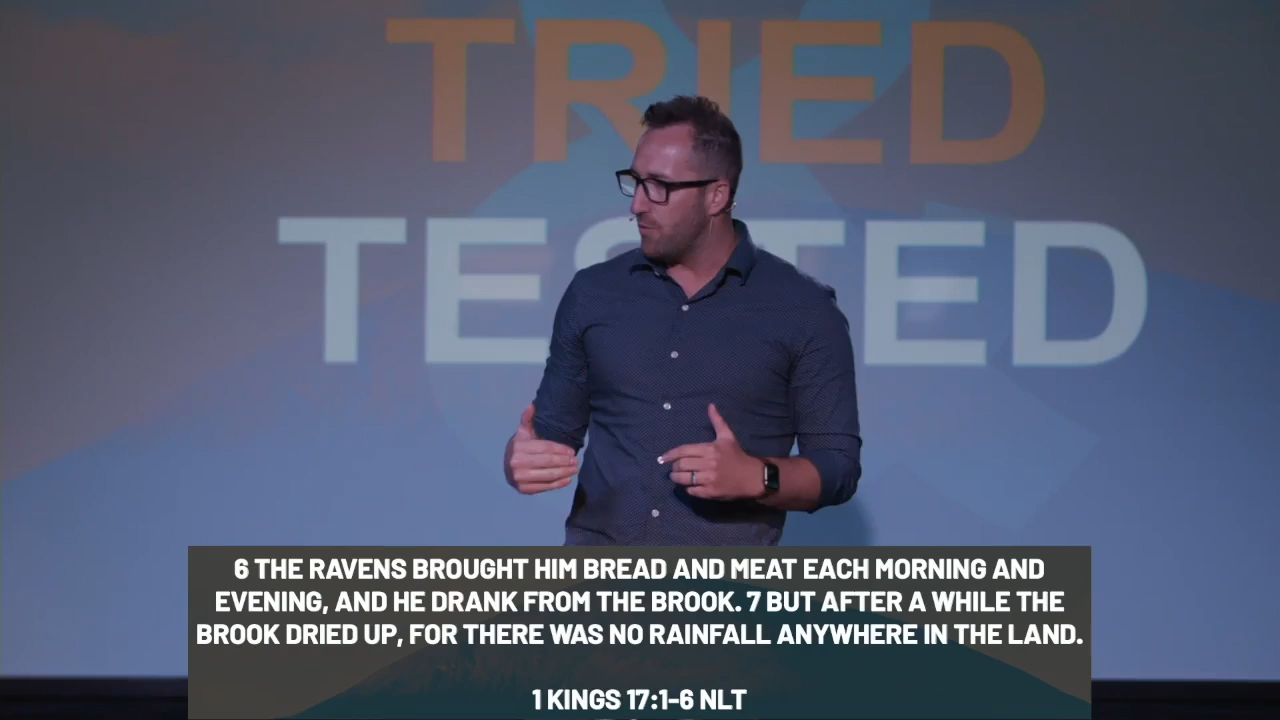 TRIED
TESTED
6 THE RAVENS BROUGHT HIM BREAD AND MEAT EACH MORNING AND
EVENING, AND HE DRANK FROM THE BROOK. 7 BUT AFTER A WHILE THE
BROOK DRIED UP, FOR THERE WAS NO RAINFALL ANYWHERE IN THE LAND.
1 KINGS 17:1-6 NLT